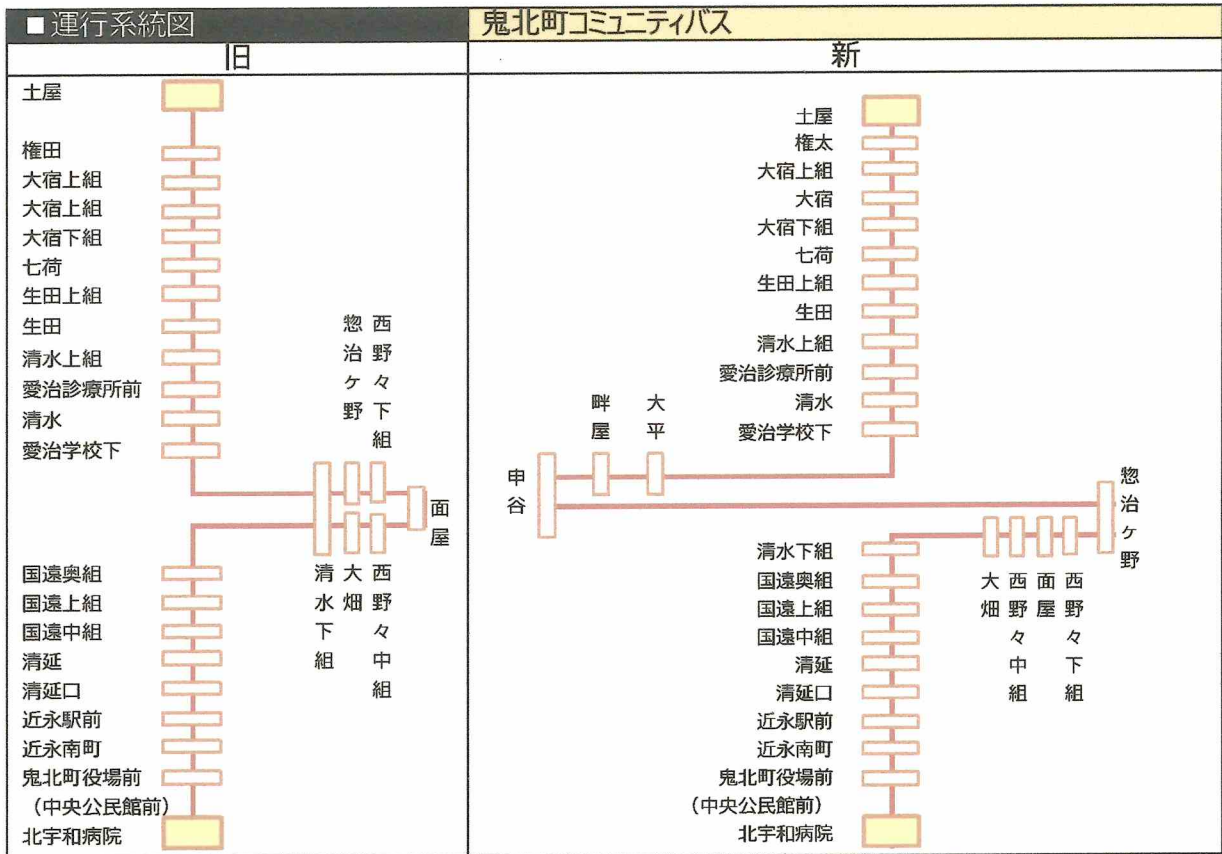 ■運行系統図
鬼北町コミュニティバス
旧
新
土屋
権田
大宿上組
大宿上組
大宿下組
七荷
生田上組
生田
清水上組
愛治診療所前
清水
愛治学校下
惣治ケ野
西野々下組
面屋
清水下組
大畑
西野々中組
国遠奥組
国遠上組
国遠中組
清延
清延口
近永駅前
近永南町
鬼北町役場前
(中央公民館前)
北宇和病院
土屋
権太
大宿上組
大宿
大宿下組
七荷
生田上組
生田
清水上組
愛治診療所前
清水
愛治学校下
大平
畔屋
申谷
惣治ケ野
西野々下組
面屋
西野々中組
大畑
清水下組
国遠奥組
国遠上組
国遠中組
清延
清延口
近永駅前
近永南町
鬼北町役場前
(中央公民館前)
北宇和病院